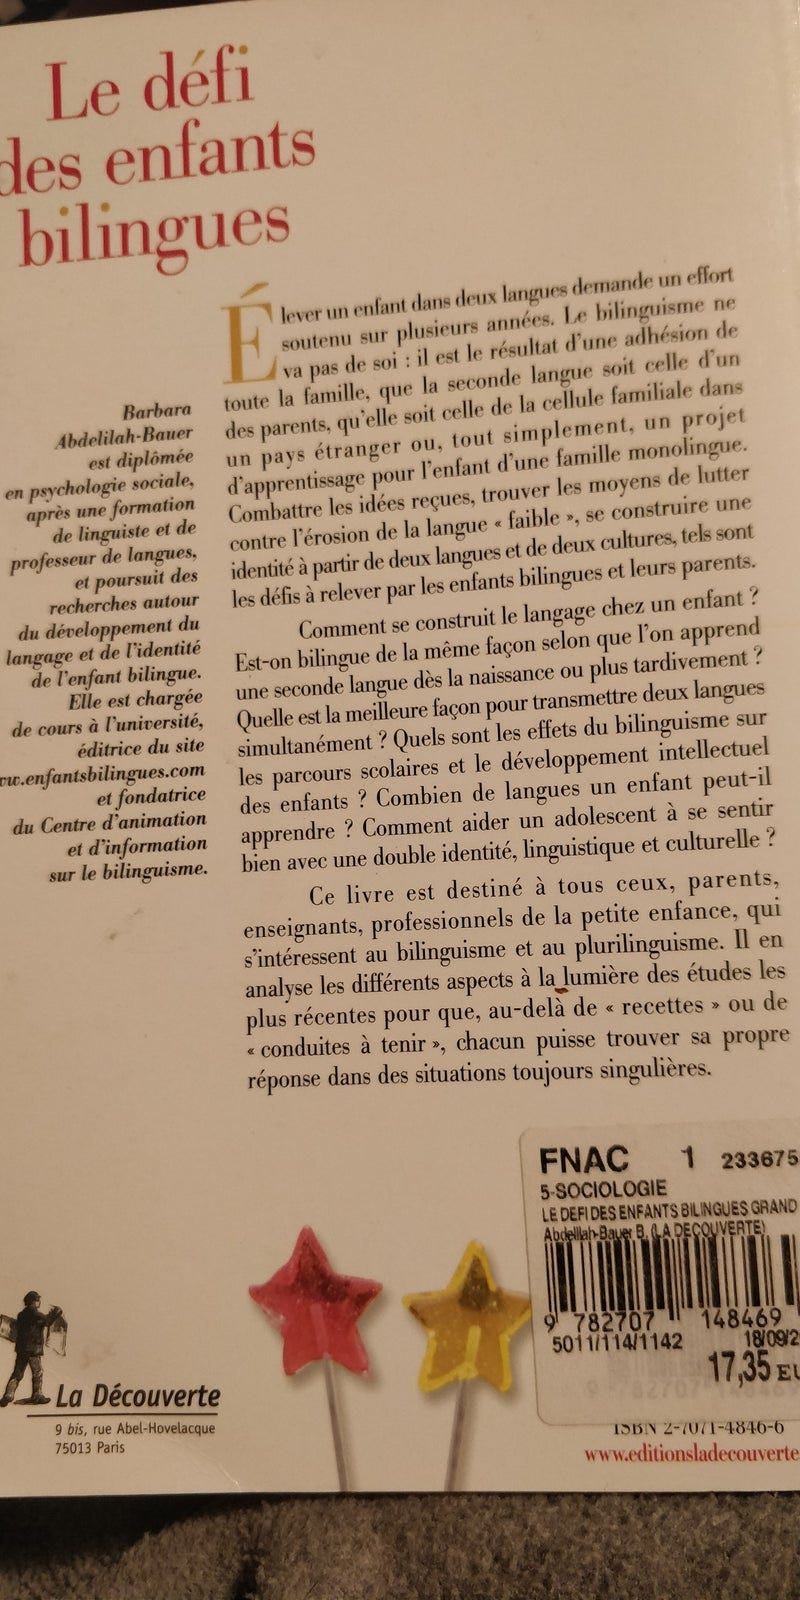 Le défi
des enfants
bilingues
Élever un enfant dans deux langues demande un effort
soutenu sur plusieurs années. Le bilinguisme ne
va pas de soi : il est le résultat d'une adhésion de
toute la famille, que la seconde langue soit celle d'un
des parents, qu'elle soit celle de la cellule familiale dans
un pays étranger ou, tout simplement, un projet
d'apprentissage pour l'enfant d'une famille monolingue.
Combattre les idées reçues, trouver les moyens de lutter
contre l'érosion de la langue « faible », se construire une
identité à partir de deux langues et de deux cultures, tels sont
les défis à relever par les enfants bilingues et leurs parents.
Comment se construit le langage chez un enfant ?
Est-on bilingue de la même façon selon que l'on apprend
une seconde langue dès la naissance ou plus tardivement ?
Quelle est la meilleure façon pour transmettre deux langues
simultanément ? Quels sont les effets du bilinguisme sur
les parcours scolaires et le développement intellectuel
des enfants ? Combien de langues un enfant peut-il
apprendre ? Comment aider un adolescent à se sentir
bien avec une double identité, linguistique et culturelle ?
Ce livre est destiné à tous ceux, parents,
enseignants, professionnels de la petite enfance, qui
s'intéressent au bilinguisme et au plurilinguisme. Il en
analyse les différents aspects à la lumière des études les
plus récentes pour que, au-delà de « recettes » ou de
« conduites à tenir », chacun puisse trouver sa propre
réponse dans des situations toujours singulières.
Barbara
Abdelilah-Bauer
est diplômée
en psychologie sociale,
après une formation
de linguiste et de
professeur de langues,
et poursuit des
recherches autour
du développement du
langage et de l'identité
de l'enfant bilingue.
Elle est chargée
de cours à l'université,
éditrice du site
w.enfantsbilingues.com
et fondatrice
du Centre d'animation
et d'information
sur le bilinguisme.
FNAC 1 233675
5-SOCIOLOGIE
LE DEFI DES ENFANTS BILINGUES GRAND
Abdelilah-Bauer B. (LA DECOUVERTE)
9 782707 148469
5011/114/1142 18/09/2
17,35 EU
ISBN 2-7071-4846-6
www.editionsladecouverte
La Découverte
9 bis, rue Abel-Hovelacque
75013 Paris